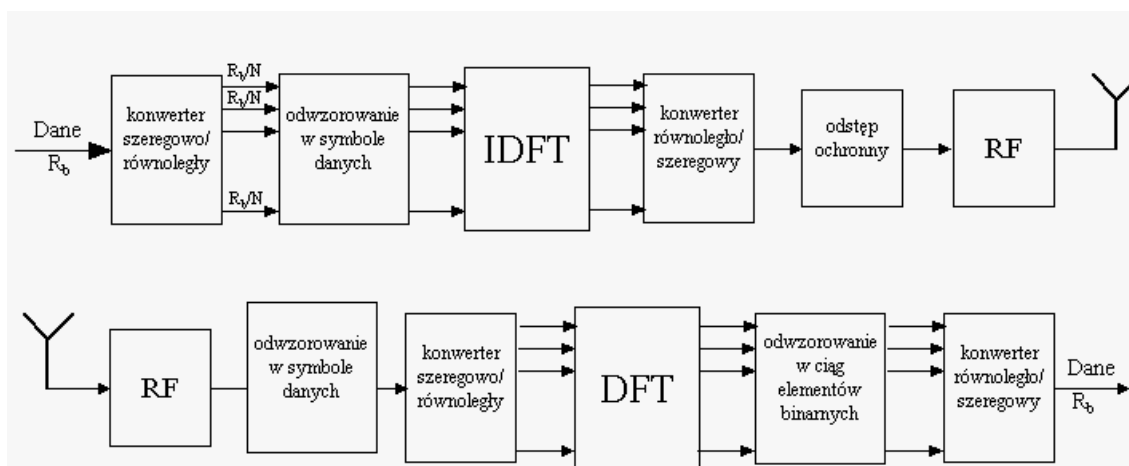 Dane
R_b
konwerter
szeregowo/
równoległy
R_b/N
R_b/N
R_b/N
odwzorowanie
w symbole
danych
IDFT
konwerter
równoległo/
szeregowy
odstęp
ochronny
RF
RF
odwzorowanie
w symbole
danych
konwerter
szeregowo/
równoległy
DFT
odwzorowanie
w ciąg
elementów
binarnych
konwerter
równoległo/
szeregowy
Dane
R_b